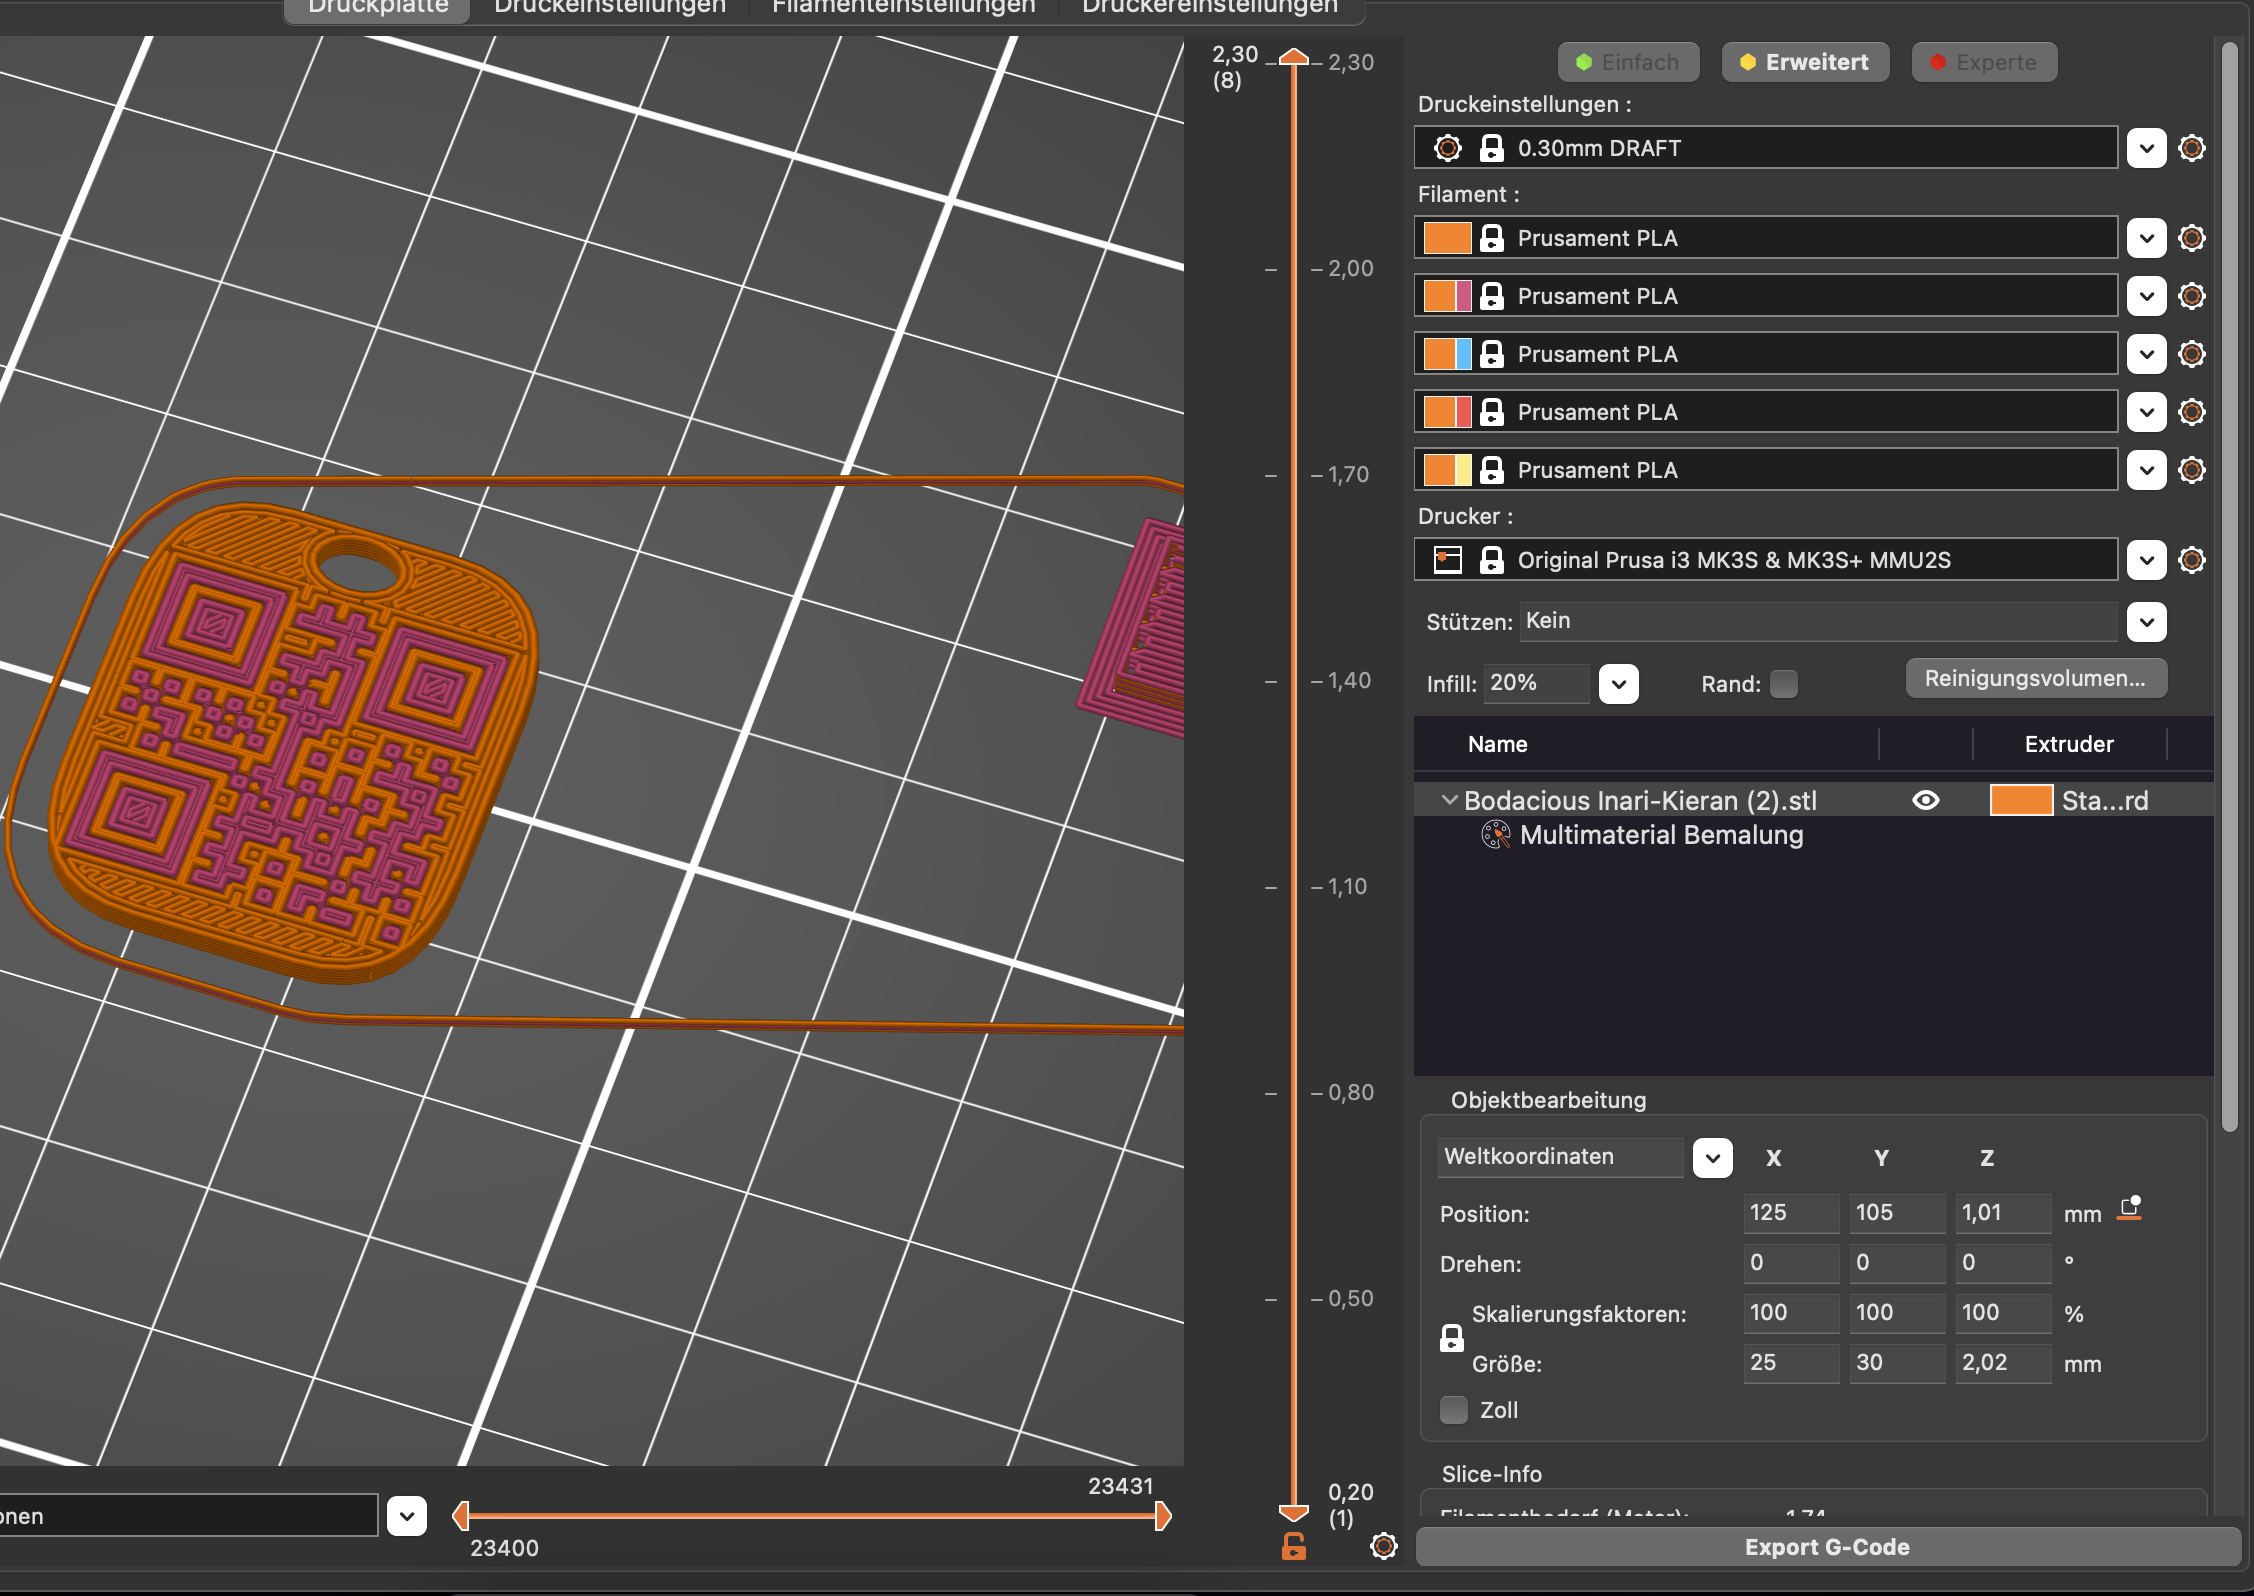 Druckplatte
Druckeinstellungen
Filamenteinstellungen
Druckereinstellungen
2,30
(8)
2,30
2,00
1,70
1,40
1,10
0,80
0,50
0,20
(1)
Einfach
Erweitert
Experte
Druckeinstellungen :
0.30mm DRAFT
Filament :
Prusament PLA
Prusament PLA
Prusament PLA
Prusament PLA
Prusament PLA
Drucker :
Original Prusa i3 MK3S & MK3S+ MMU2S
Stützen: Kein
Infill: 20%
Rand:
Reinigungsvolumen...
Name
Extruder
Bodacious Inari-Kieran (2).stl
Sta...rd
Multimaterial Bemalung
Objektbearbeitung
Weltkoordinaten
X Y Z
Position: 125 105 1,01 mm
Drehen: 0 0 0 °
Skalierungsfaktoren: 100 100 100 %
Größe: 25 30 2,02 mm
Zoll
Slice-Info
Filamentbedarf (Meter): 1.74
Export G-Code
onen
23431
23400